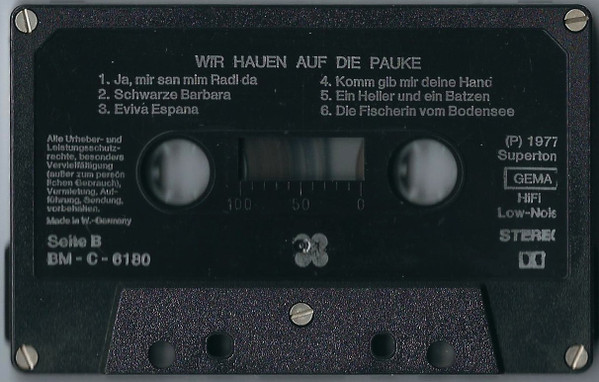 WIR HAUEN AUF DIE PAUKE
1. Ja, mir san mim Radl da
2. Schwarze Barbara
3. Eviva Espana
4. Komm gib mir deine Hand
5. Ein Heller und ein Batzen
6. Die Fischerin vom Bodensee
Alle Urheber- und
Leistungsschutz-
rechte, besonders
Vervielfältigung
(außer zum persön
lichen Gebrauch),
Vermietung, Auf-
führung, Sendung,
vorbehalten.
Made in W.-Germany
Seite B
BM - C - 6180
100 50 0
(P) 1977
Superton
GEMA
HiFi
Low-Nois
STEREO